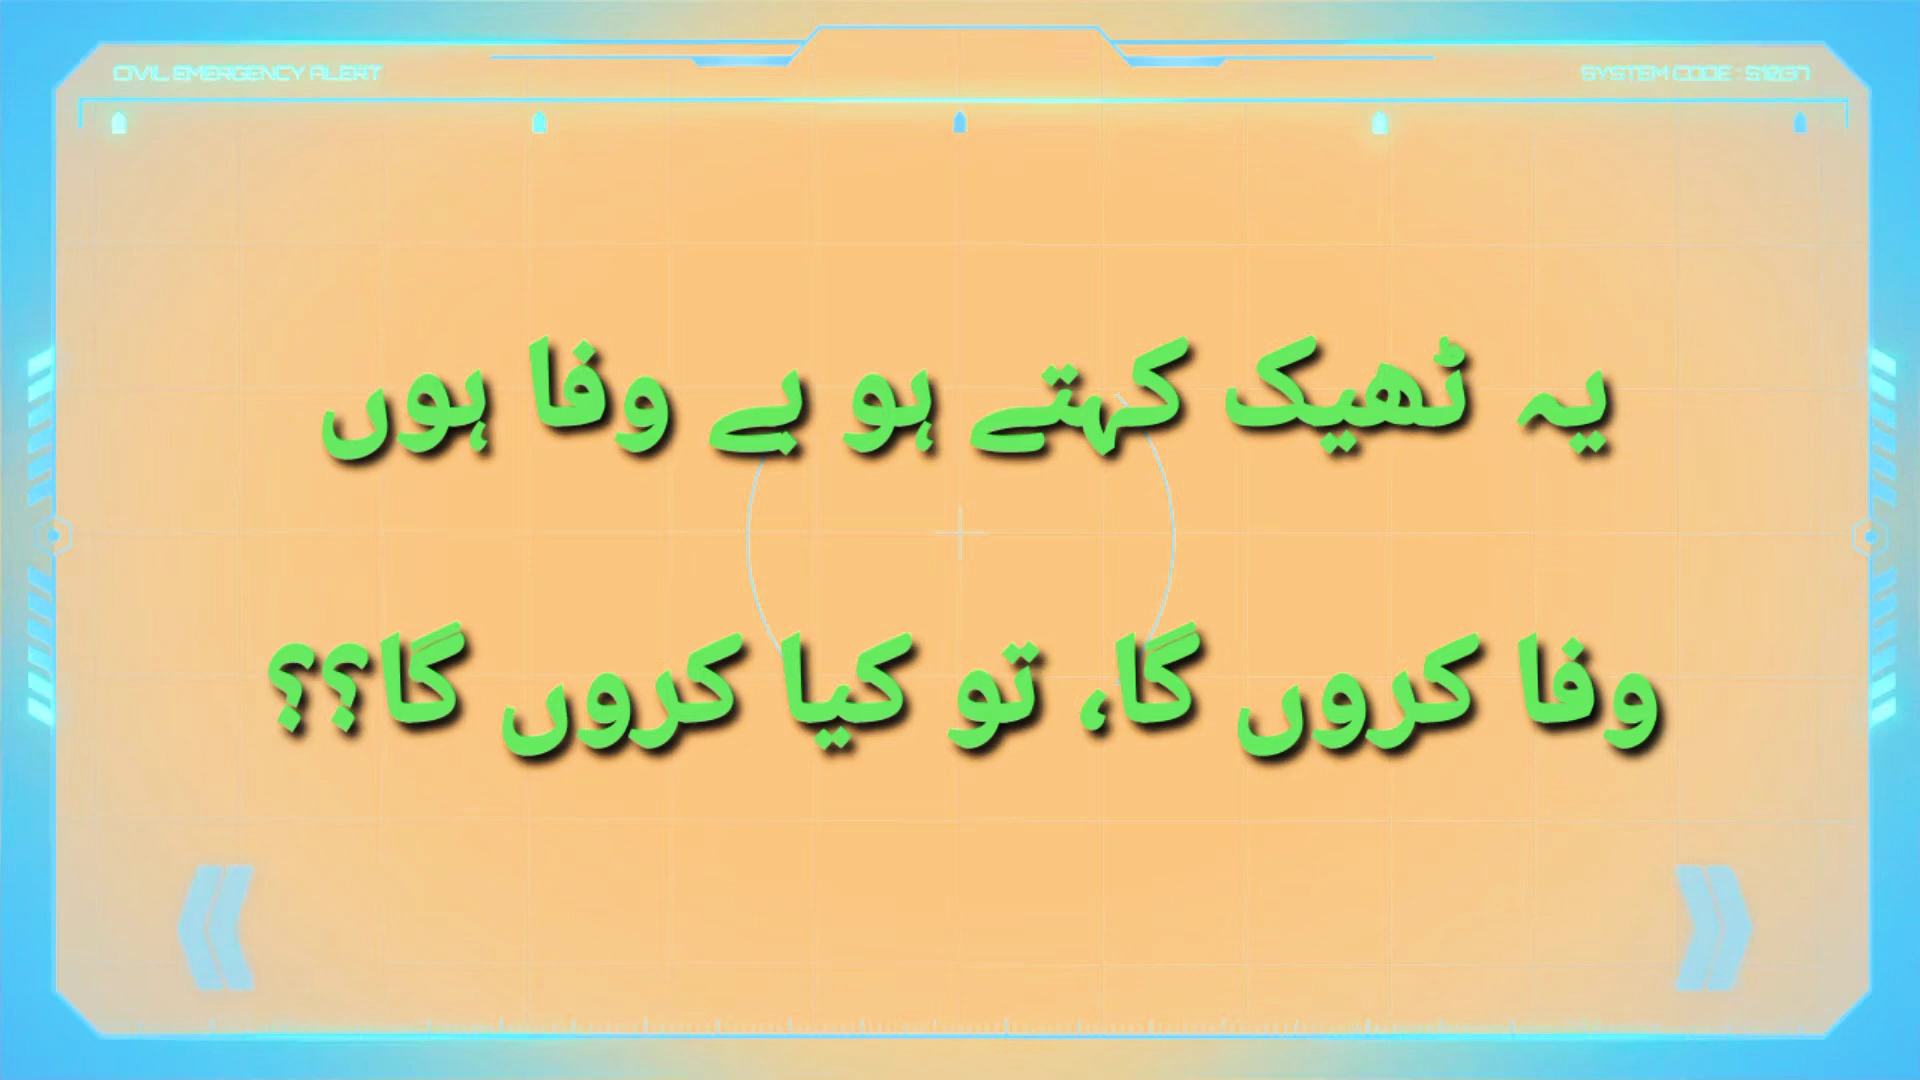 CIVIL EMERGENCY ALERT
SYSTEM CODE : S1037
یہ ٹھیک کہتے ہو بے وفا ہوں
وفا کروں گا، تو کیا کروں گا؟؟